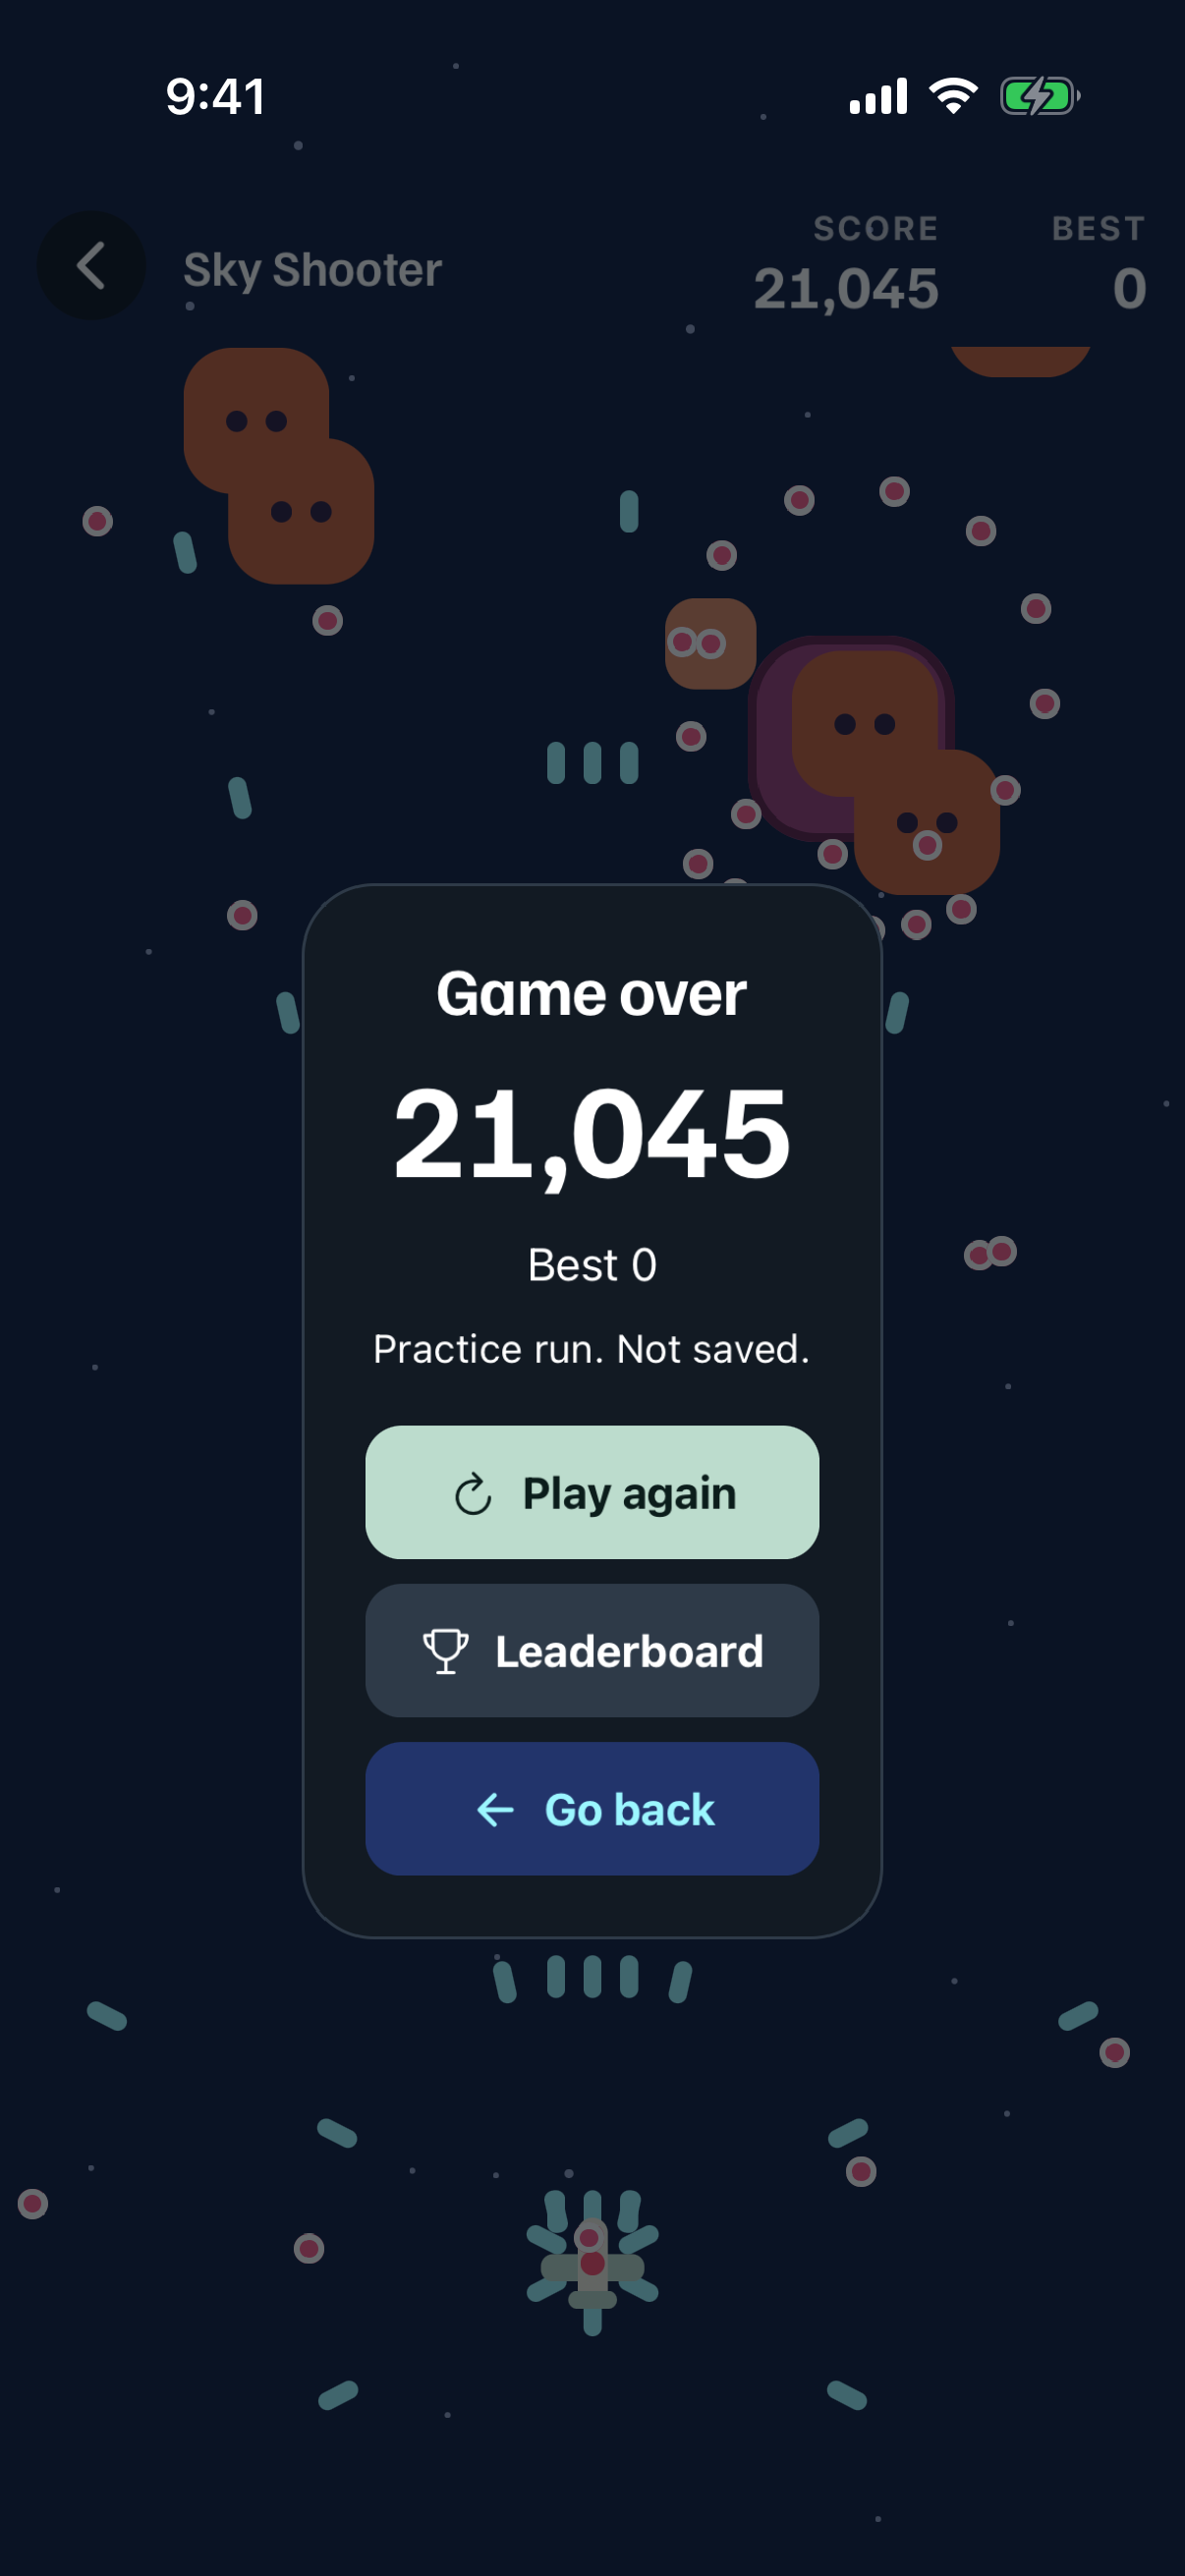 9:41
Sky Shooter
SCORE
21,045
BEST
0
Game over
21,045
Best 0
Practice run. Not saved.
Play again
Leaderboard
Go back